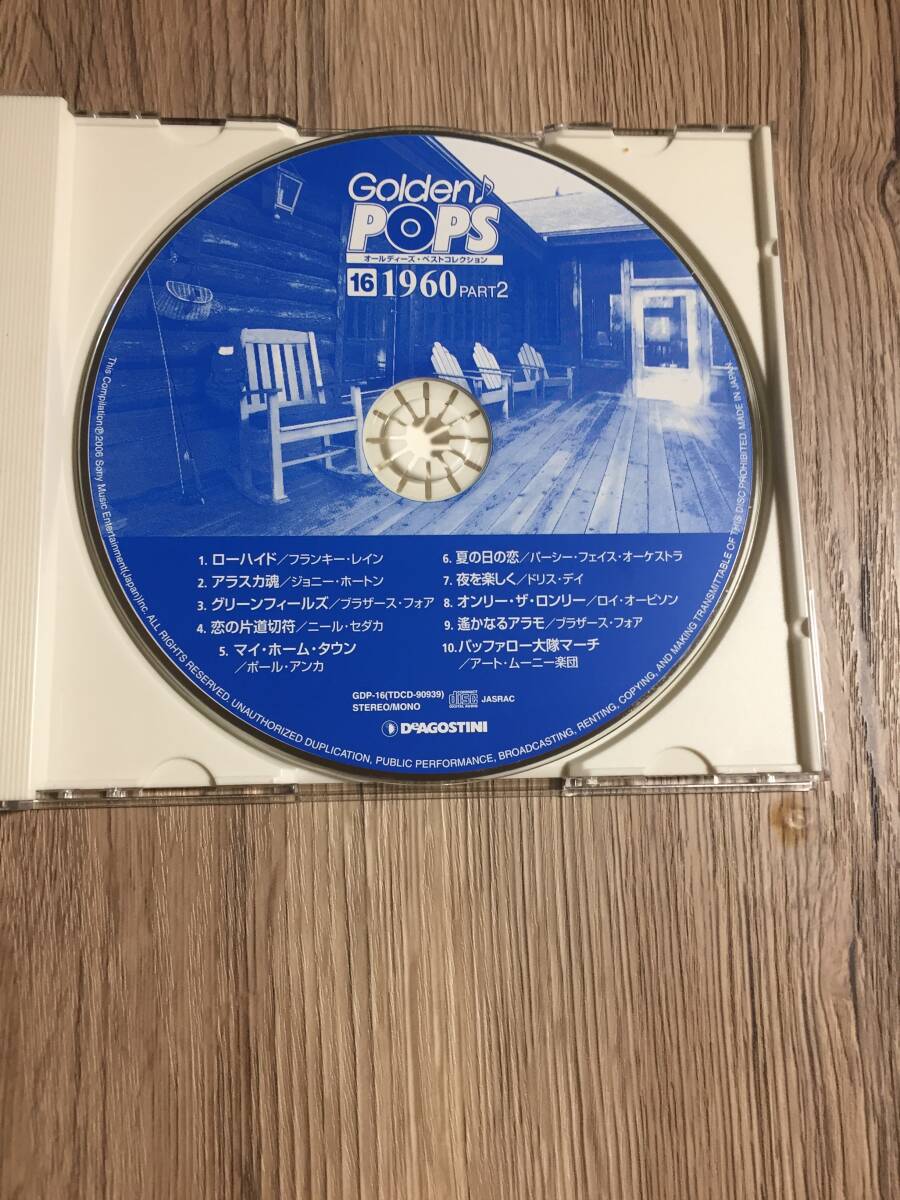 Golden♪
POPS
オールディーズ・ベストコレクション
16 1960 PART2
1. ローハイド／フランキー・レイン
2. アラスカ魂／ジョニー・ホートン
3. グリーンフィールズ／ブラザース・フォア
4. 恋の片道切符／ニール・セダカ
5. マイ・ホーム・タウン
／ポール・アンカ
6. 夏の日の恋／パーシー・フェイス・オーケストラ
7. 夜を楽しく／ドリス・デイ
8. オンリー・ザ・ロンリー／ロイ・オービソン
9. 遙かなるアラモ／ブラザース・フォア
10. バッファロー大隊マーチ
／アート・ムーニー楽団
GDP-16(TDCD-90939)
STEREO/MONO
COMPACT
disc
DIGITAL AUDIO
JASRAC
DeAGOSTINI
This Compilation ℗ 2006 Sony Music Entertainment(Japan)Inc. ALL RIGHTS RESERVED. UNAUTHORIZED DUPLICATION, PUBLIC PERFORMANCE, BROADCASTING, RENTING, COPYING, AND MAKING TRANSMITTABLE OF THIS DISC PROHIBITED. MADE IN JAPAN.